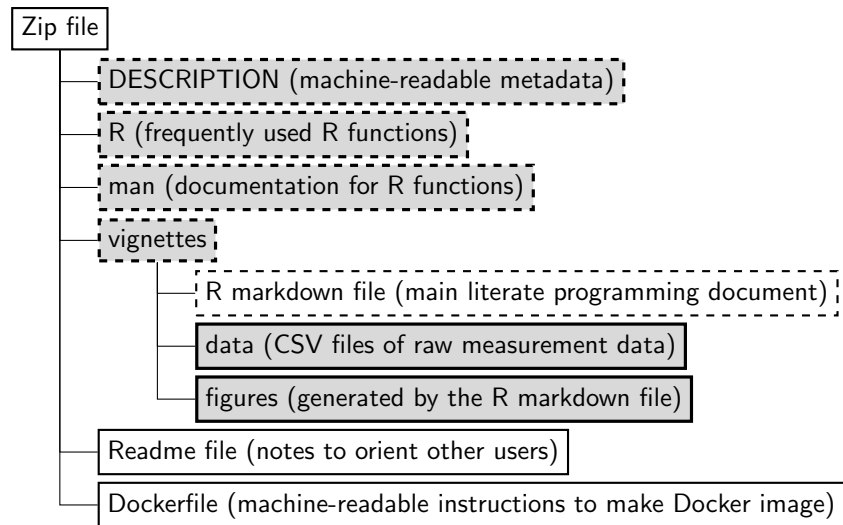 Zip file
DESCRIPTION (machine-readable metadata)
R (frequently used R functions)
man (documentation for R functions)
vignettes
R markdown file (main literate programming document)
data (CSV files of raw measurement data)
figures (generated by the R markdown file)
Readme file (notes to orient other users)
Dockerfile (machine-readable instructions to make Docker image)